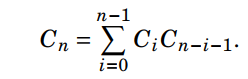 C_n = \sum_{i=0}^{n-1} C_i C_{n-i-1}.